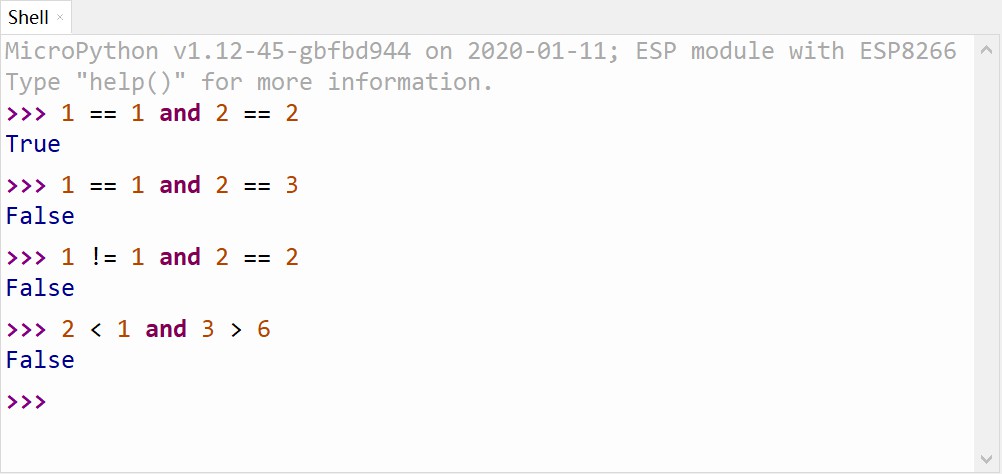 Shell ×
MicroPython v1.12-45-gbfbd944 on 2020-01-11; ESP module with ESP8266
Type "help()" for more information.
>>> 1 == 1 and 2 == 2
True
>>> 1 == 1 and 2 == 3
False
>>> 1 != 1 and 2 == 2
False
>>> 2 < 1 and 3 > 6
False
>>>